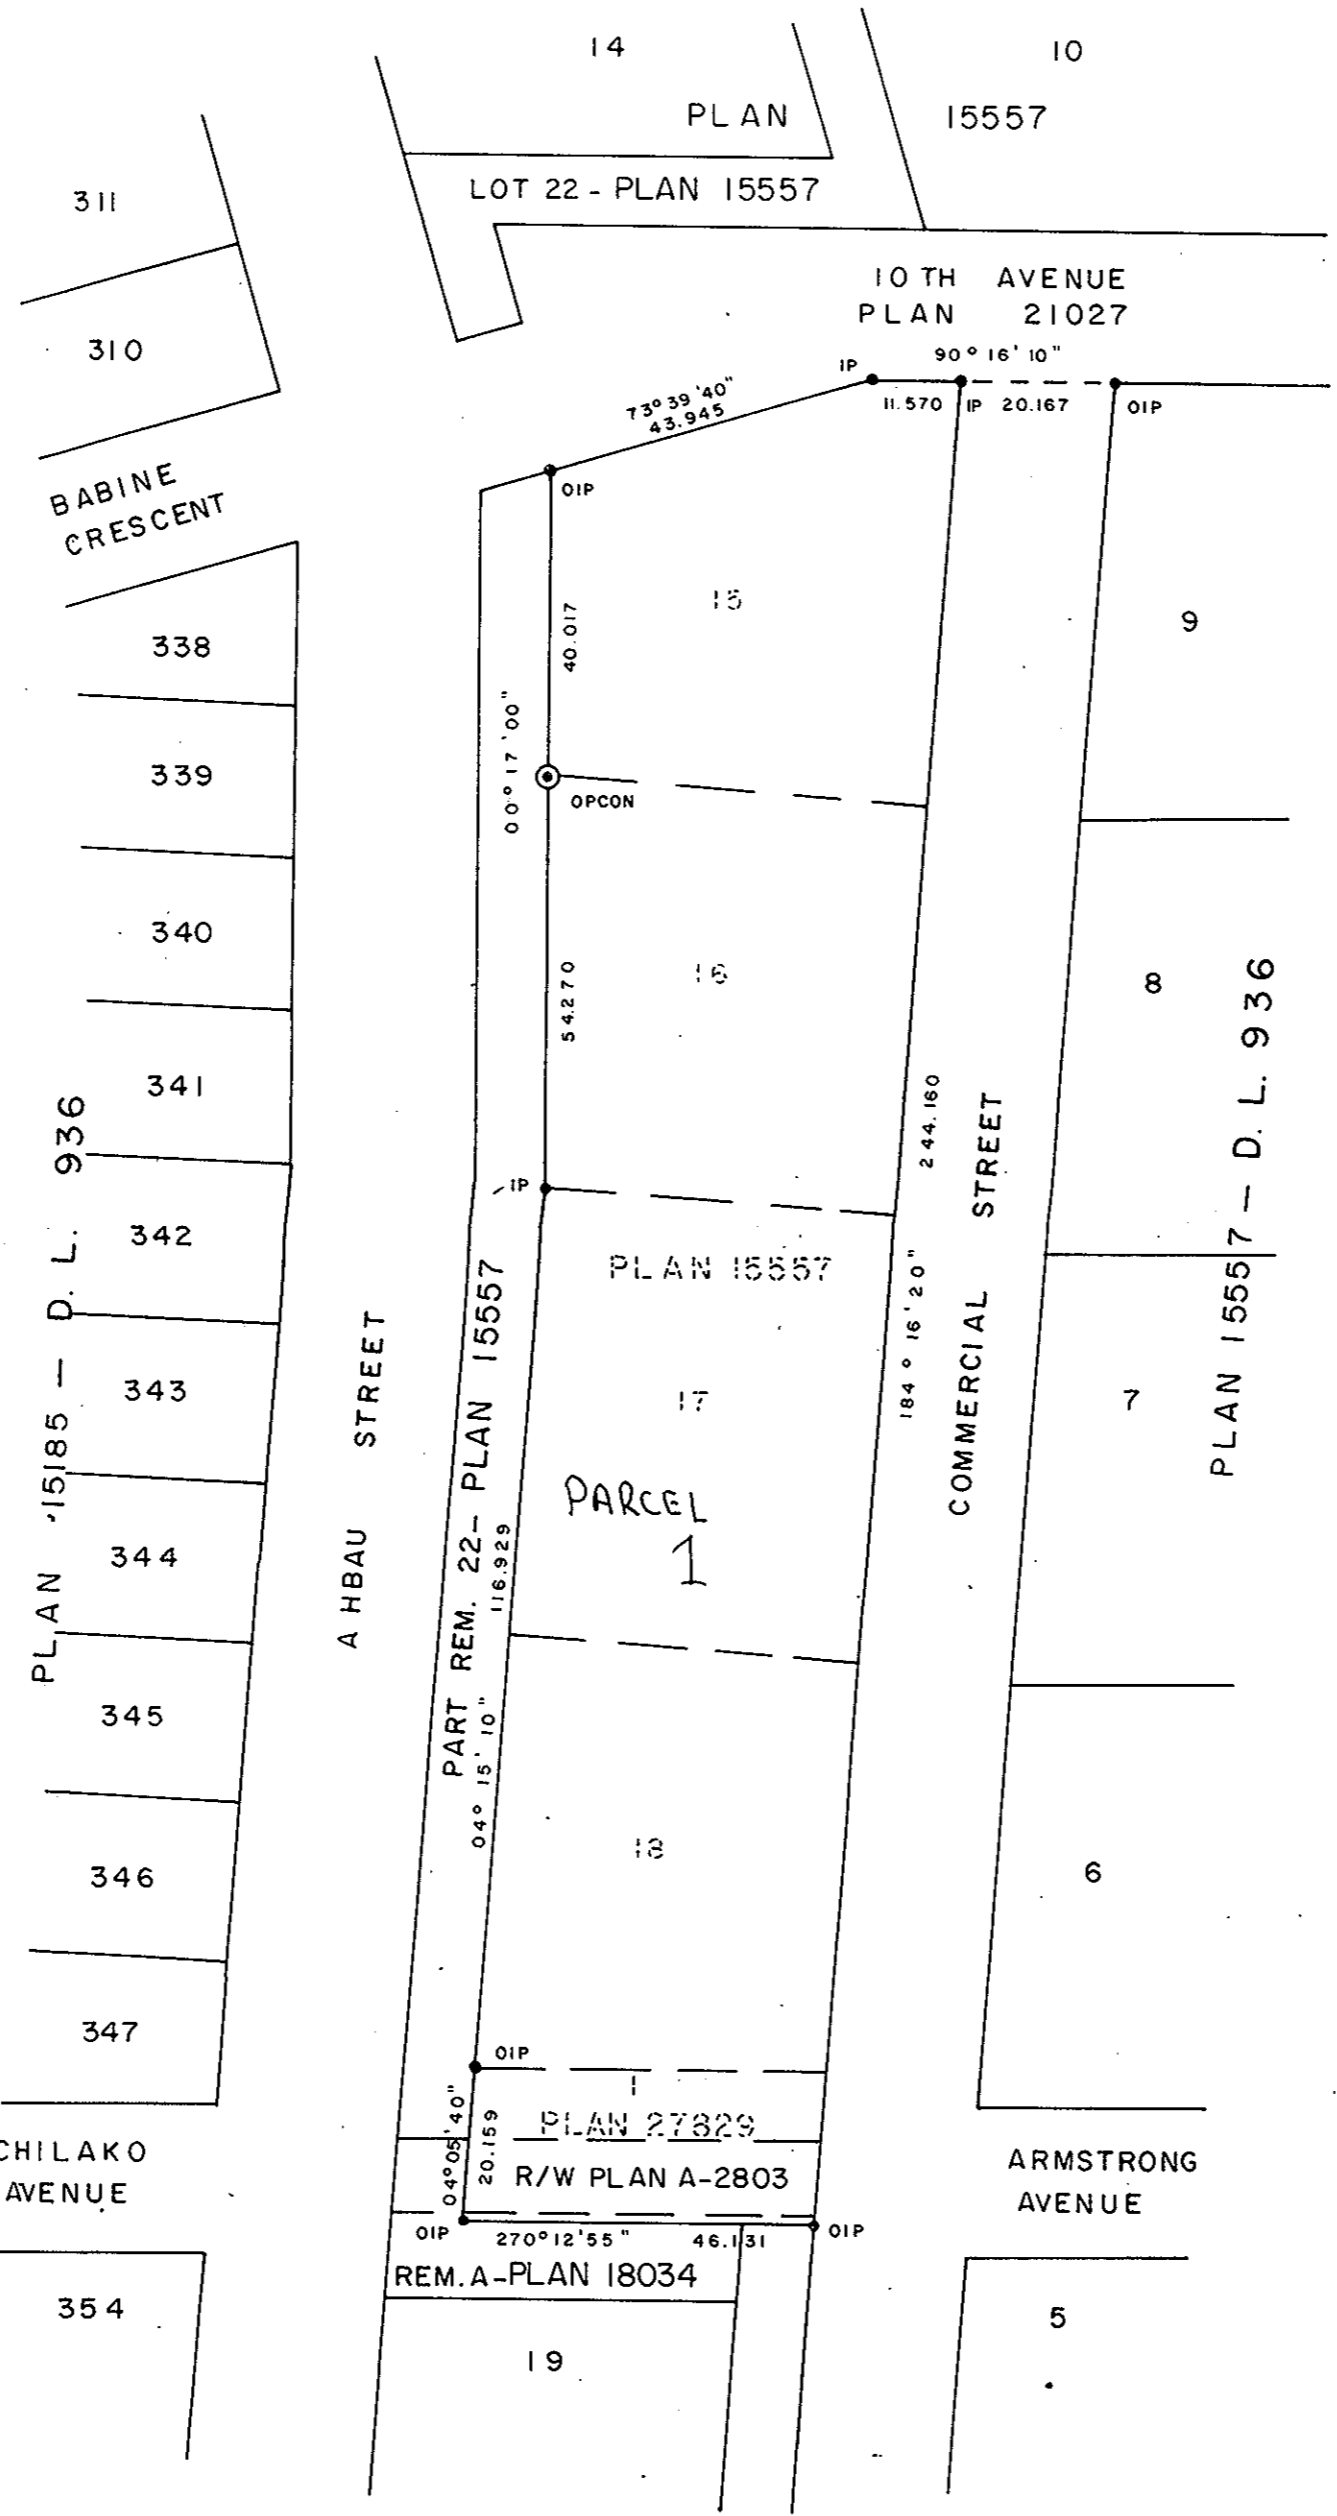 14
10
PLAN
15557
LOT 22 - PLAN 15557
311
10 TH AVENUE
PLAN 21027
310
90° 16' 10"
IP
73° 39' 40"
43.945
11.570
IP
20.167
OIP
BABINE
CRESCENT
OIP
15
40.017
9
338
00° 17' 00"
339
OPCON
340
16
54.270
8
341
244.160
IP
342
PLAN 15557
184° 16' 20"
COMMERCIAL STREET
PLAN 15557 - D. L. 936
PLAN 15185 - D. L. 936
343
17
7
AHBAU STREET
PART REM. 22 - PLAN 15557
PARCEL
1
116.929
344
345
04° 15' 10"
18
6
346
347
OIP
1
04° 05' 40"
20.159
PLAN 27829
CHILAKO
AVENUE
R/W PLAN A-2803
ARMSTRONG
AVENUE
OIP
270° 12' 55"
46.131
OIP
REM. A-PLAN 18034
354
5
19